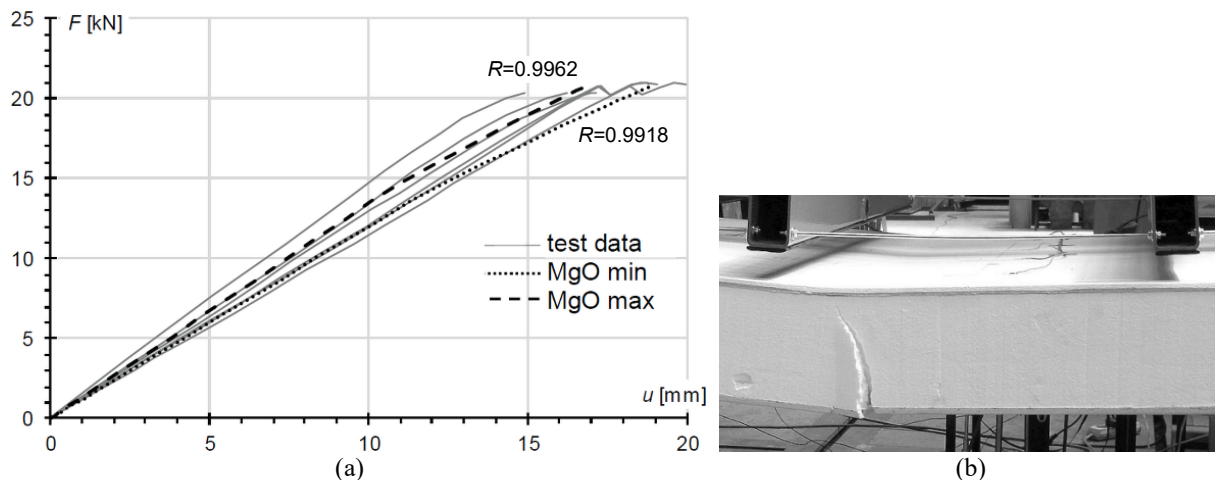 F [kN]
25
20
15
10
5
0
R=0.9962
R=0.9918
test data
MgO min
MgO max
u [mm]
0 5 10 15 20
(a) (b)